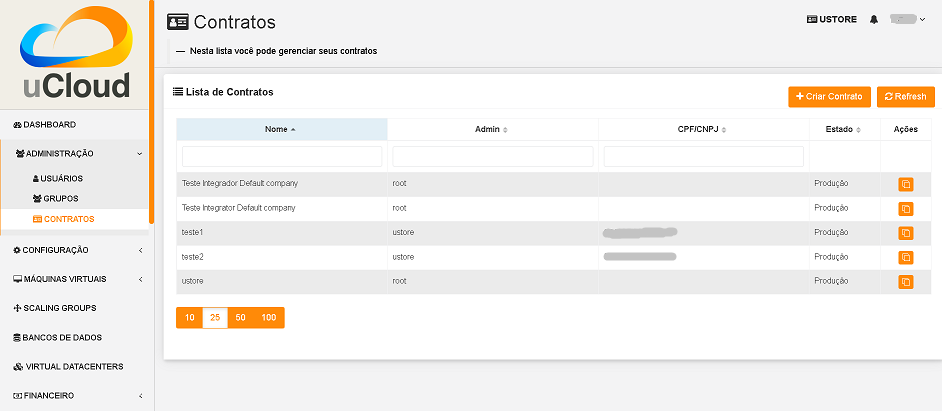 uCloud
DASHBOARD
ADMINISTRAÇÃO
USUÁRIOS
GRUPOS
CONTRATOS
CONFIGURAÇÃO
MÁQUINAS VIRTUAIS
SCALING GROUPS
BANCOS DE DADOS
VIRTUAL DATACENTERS
FINANCEIRO
Contratos
USTORE
— Nesta lista você pode gerenciar seus contratos
Lista de Contratos
Criar Contrato Refresh
Nome Admin CPF/CNPJ Estado Ações
Teste Integrador Default company root Produção
Teste Integrator Default company root Produção
teste1 ustore Produção
teste2 ustore Produção
ustore root Produção
10 25 50 100